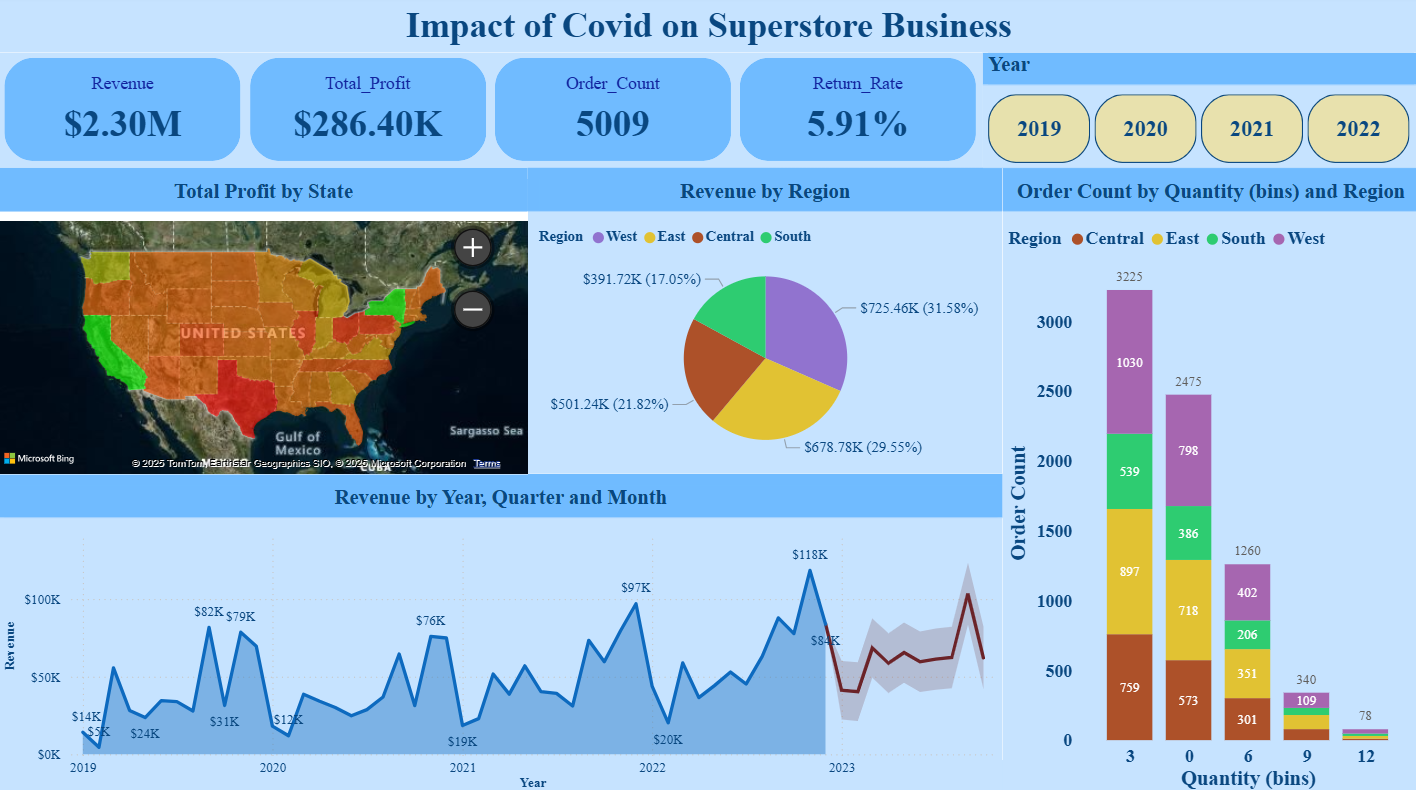 Impact of Covid on Superstore Business
Revenue
$2.30M
Total_Profit
$286.40K
Order_Count
5009
Return_Rate
5.91%
Year
2019
2020
2021
2022
Total Profit by State
UNITED STATES
Gulf of
Mexico
Sargasso Sea
CUBA
Microsoft Bing
© 2025 TomTom, Geographics SIO, © 2025 Microsoft Corporation Terms
Revenue by Region
Region West East Central South
$391.72K (17.05%)
$725.46K (31.58%)
$501.24K (21.82%)
$678.78K (29.55%)
Order Count by Quantity (bins) and Region
Region Central East South West
3225
1030
539
897
759
2475
798
386
718
573
1260
402
206
351
301
340
109
78
3000
2500
2000
1500
1000
500
0
Order Count
3 0 6 9 12
Quantity (bins)
Revenue by Year, Quarter and Month
Revenue
$100K
$50K
$0K
$14K
$5K
$24K
$82K
$31K
$79K
$12K
$76K
$19K
$97K
$20K
$118K
$84K
2019 2020 2021 2022 2023
Year